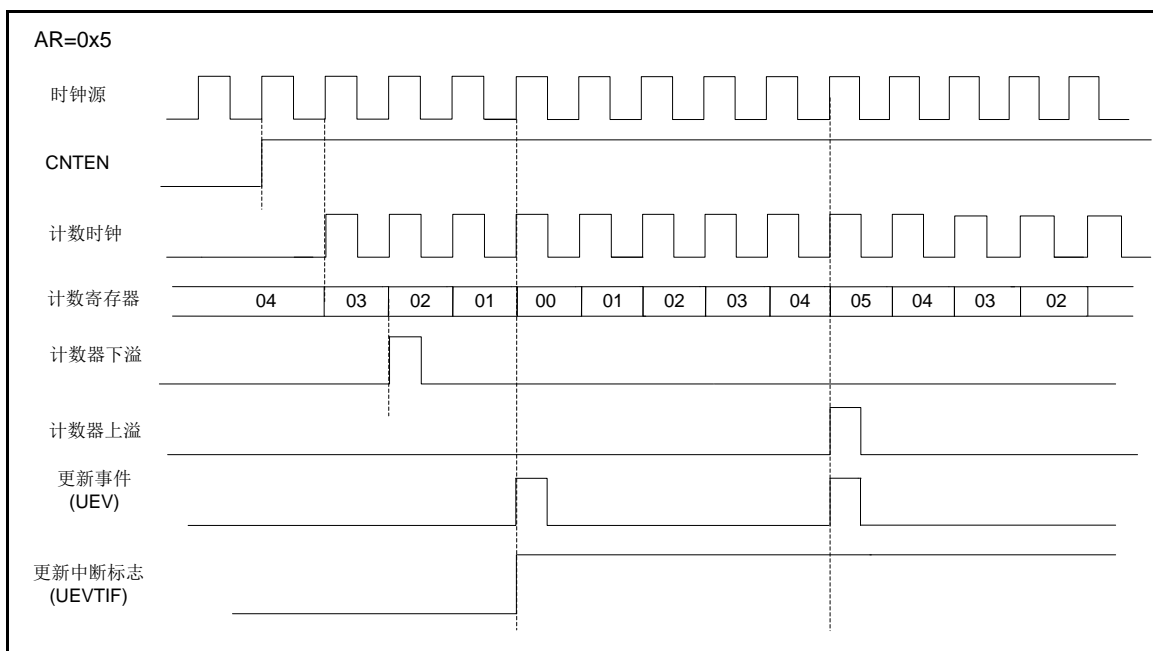 AR=0x5
时钟源
CNTEN
计数时钟
计数寄存器 04 03 02 01 00 01 02 03 04 05 04 03 02
计数器下溢
计数器上溢
更新事件
(UEV)
更新中断标志
(UEVTIF)